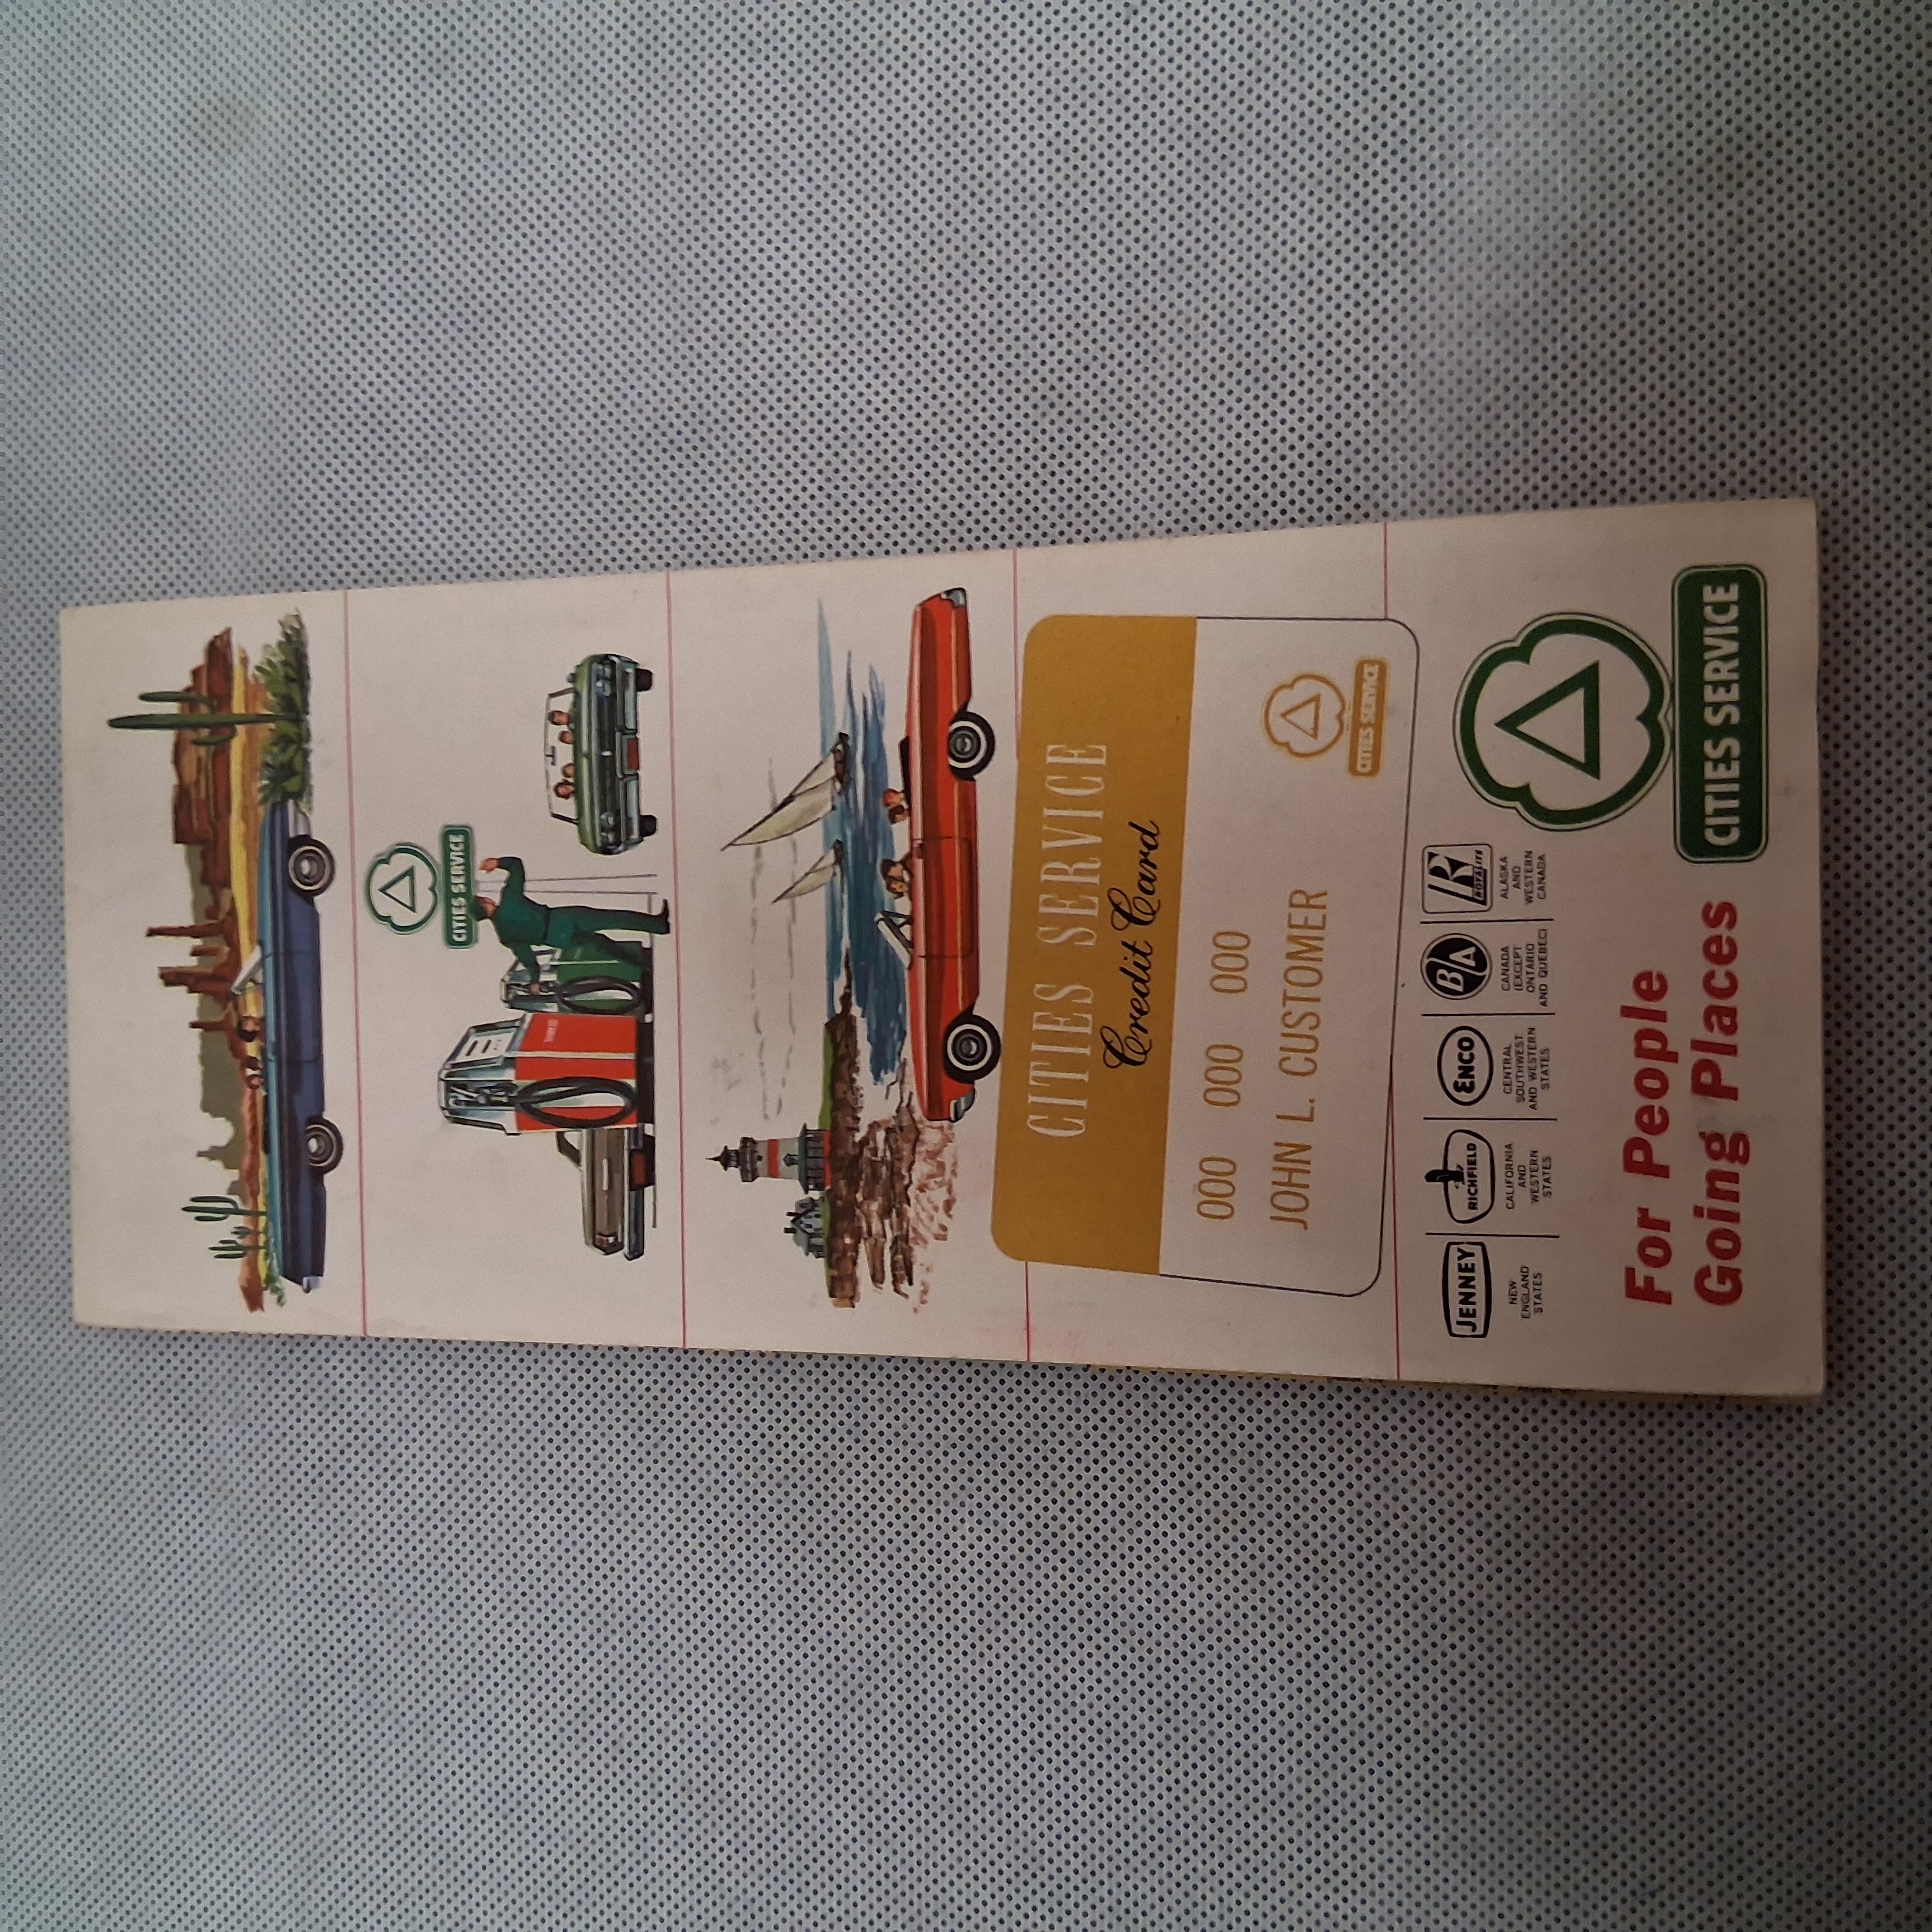 CITIES SERVICE
CITIES SERVICE
Credit Card
000 000 000
JOHN L. CUSTOMER
CITIES SERVICE
JENNEY
NEW
ENGLAND
STATES
RICHFIELD
CALIFORNIA
AND
WESTERN
STATES
ENCO
CENTRAL
SOUTHWEST
AND WESTERN
STATES
B/A
CANADA
(EXCEPT
ONTARIO
AND QUEBEC)
R
ROYALITE
ALASKA
AND
WESTERN
CANADA
For People
Going Places
CITIES SERVICE